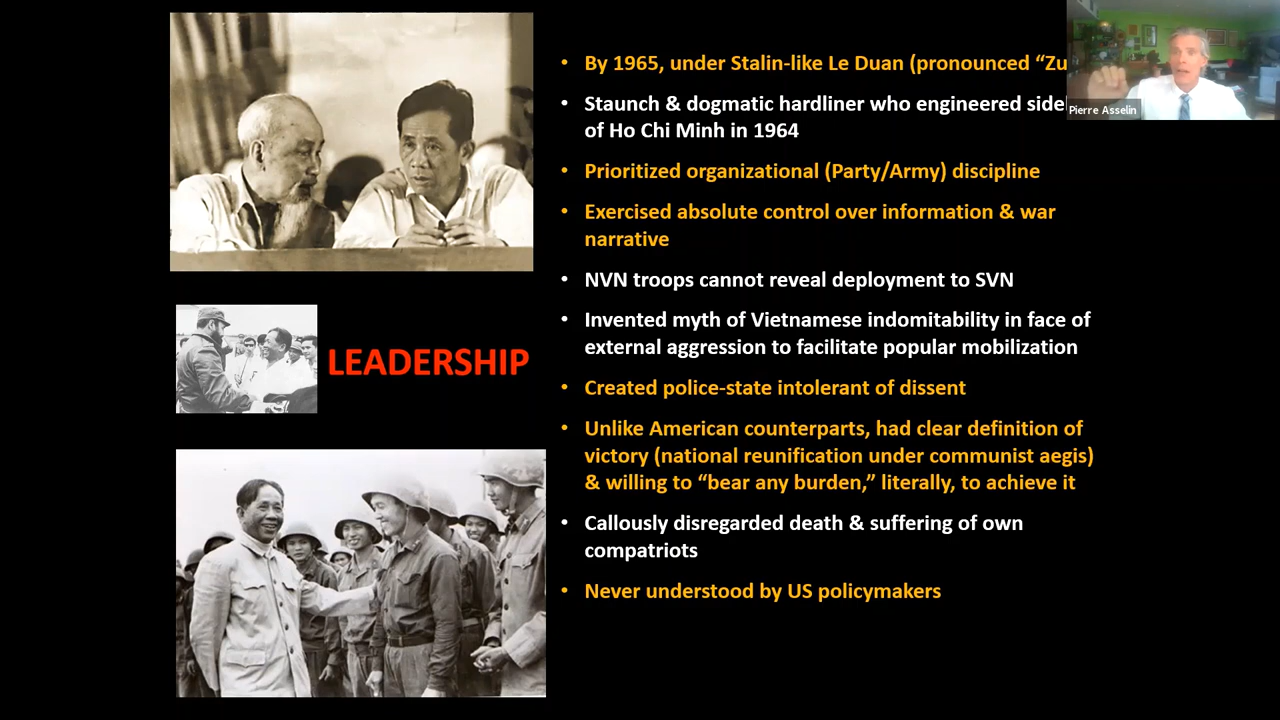 By 1965, under Stalin-like Le Duan (pronounced “Zu
Staunch & dogmatic hardliner who engineered side
of Ho Chi Minh in 1964
Prioritized organizational (Party/Army) discipline
Exercised absolute control over information & war
narrative
NVN troops cannot reveal deployment to SVN
Invented myth of Vietnamese indomitability in face of
external aggression to facilitate popular mobilization
Created police-state intolerant of dissent
Unlike American counterparts, had clear definition of
victory (national reunification under communist aegis)
& willing to “bear any burden,” literally, to achieve it
Callously disregarded death & suffering of own
compatriots
Never understood by US policymakers
LEADERSHIP
Pierre Asselin